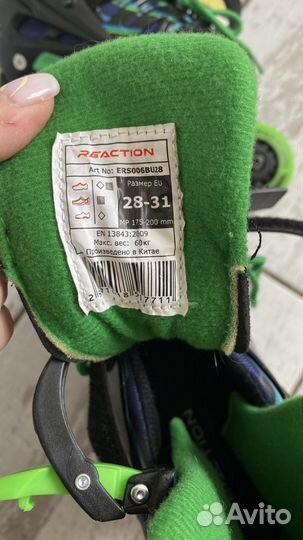 REACTION
Art No: ERS006BU28
Размер EU
28-31
MP 175-200 mm
EN 13843:2009
Макс. вес: 60кг
Произведено в Китае
Avito